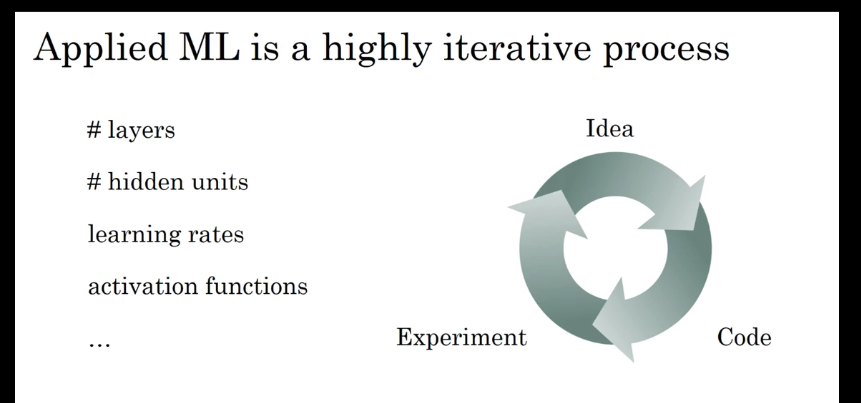 Applied ML is a highly iterative process
# layers
# hidden units
learning rates
activation functions
...
Idea
Experiment
Code